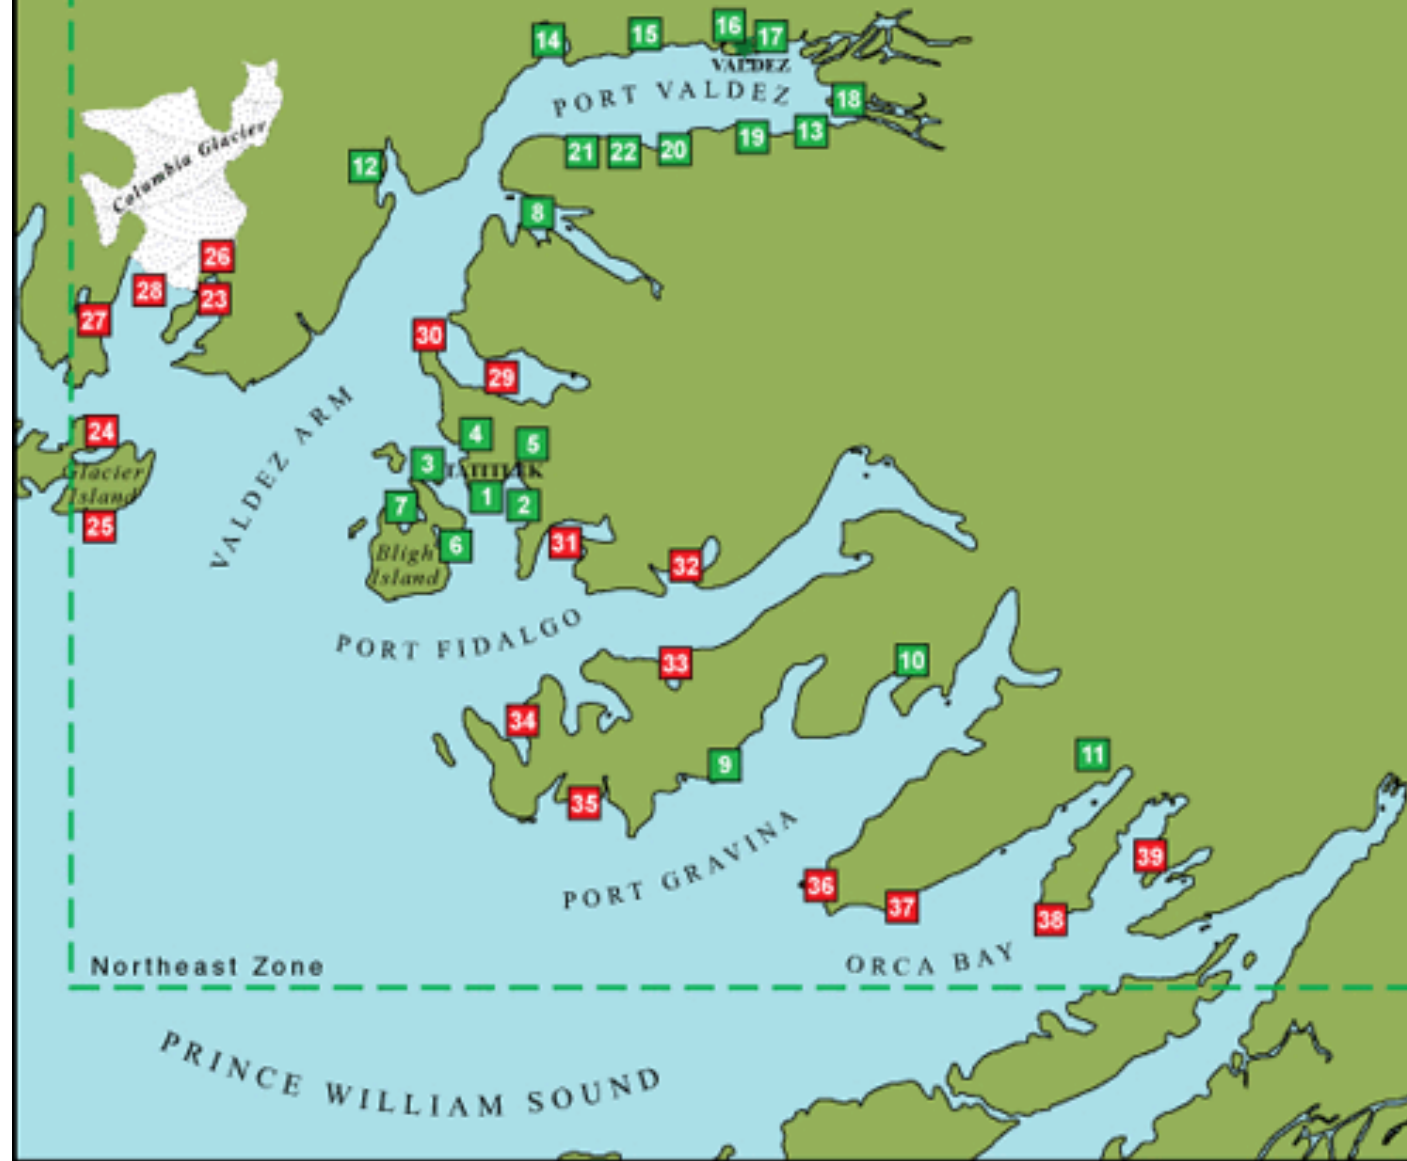 16
14
15
17
VALDEZ
PORT VALDEZ
18
Columbia Glacier
12
21
22
20
19
13
8
26
28
23
27
30
29
VALDEZ ARM
24
4
5
3
TATITLEK
Glacier
Island
7
1
2
25
6
31
Bligh
Island
32
PORT FIDALGO
33
10
34
9
11
35
PORT GRAVINA
39
36
37
38
ORCA BAY
Northeast Zone
PRINCE WILLIAM SOUND